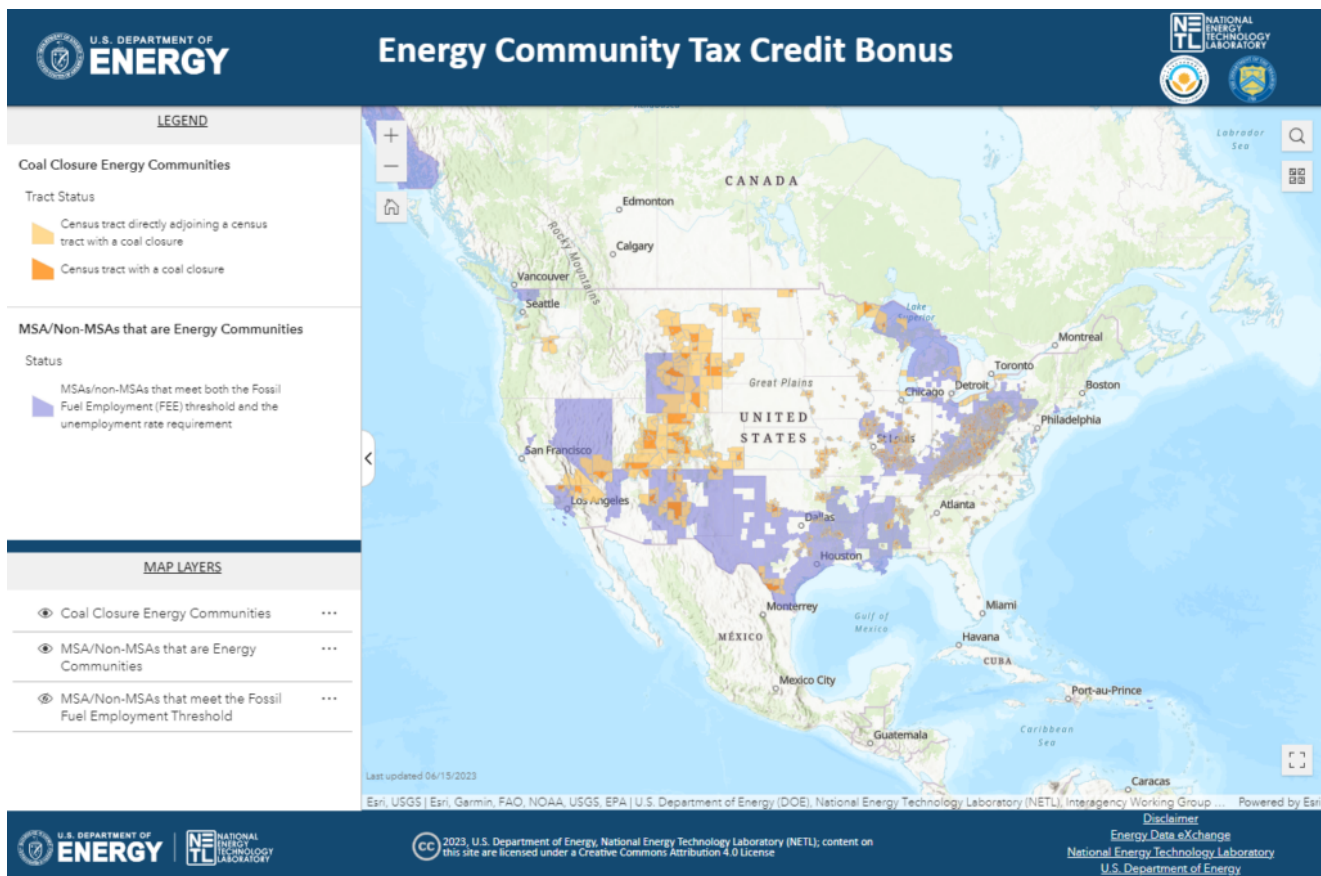 U.S. DEPARTMENT OF
ENERGY
Energy Community Tax Credit Bonus
NATIONAL
ENERGY
TECHNOLOGY
LABORATORY
LEGEND
Coal Closure Energy Communities
Tract Status
Census tract directly adjoining a census
tract with a coal closure
Census tract with a coal closure
MSA/Non-MSAs that are Energy Communities
Status
MSAs/non-MSAs that meet both the Fossil
Fuel Employment (FEE) threshold and the
unemployment rate requirement
MAP LAYERS
Coal Closure Energy Communities
MSA/Non-MSAs that are Energy
Communities
MSA/Non-MSAs that meet the Fossil
Fuel Employment Threshold
Labrador
Sea
CANADA
Edmonton
Calgary
Rocky Mountains
Vancouver
Seattle
Lake
Superior
Montreal
Toronto
Great Plains
Chicago
Detroit
Boston
UNITED
STATES
Philadelphia
San Francisco
Los Angeles
Atlanta
Dallas
Houston
Monterrey
Miami
Gulf of
Mexico
MÉXICO
Havana
CUBA
Mexico City
Port-au-Prince
Guatemala
Caribbean
Sea
Caracas
Last updated 06/15/2023
Esri, USGS | Esri, Garmin, FAO, NOAA, USGS, EPA | U.S. Department of Energy (DOE), National Energy Technology Laboratory (NETL), Interagency Working Group ...
Powered by Esri
U.S. DEPARTMENT OF
ENERGY
NATIONAL
ENERGY
TECHNOLOGY
LABORATORY
cc
2023, U.S. Department of Energy, National Energy Technology Laboratory (NETL); content on
this site are licensed under a Creative Commons Attribution 4.0 License
Disclaimer
Energy Data eXchange
National Energy Technology Laboratory
U.S. Department of Energy